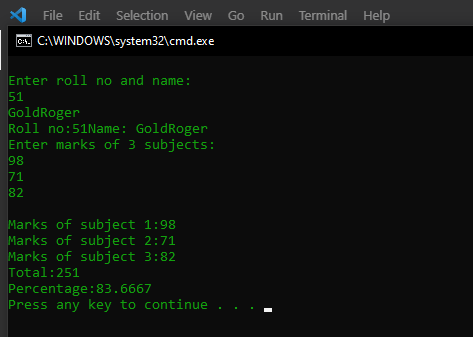 File Edit Selection View Go Run Terminal Help
C:\WINDOWS\system32\cmd.exe
Enter roll no and name:
51
GoldRoger
Roll no:51Name: GoldRoger
Enter marks of 3 subjects:
98
71
82
Marks of subject 1:98
Marks of subject 2:71
Marks of subject 3:82
Total:251
Percentage:83.6667
Press any key to continue . . .